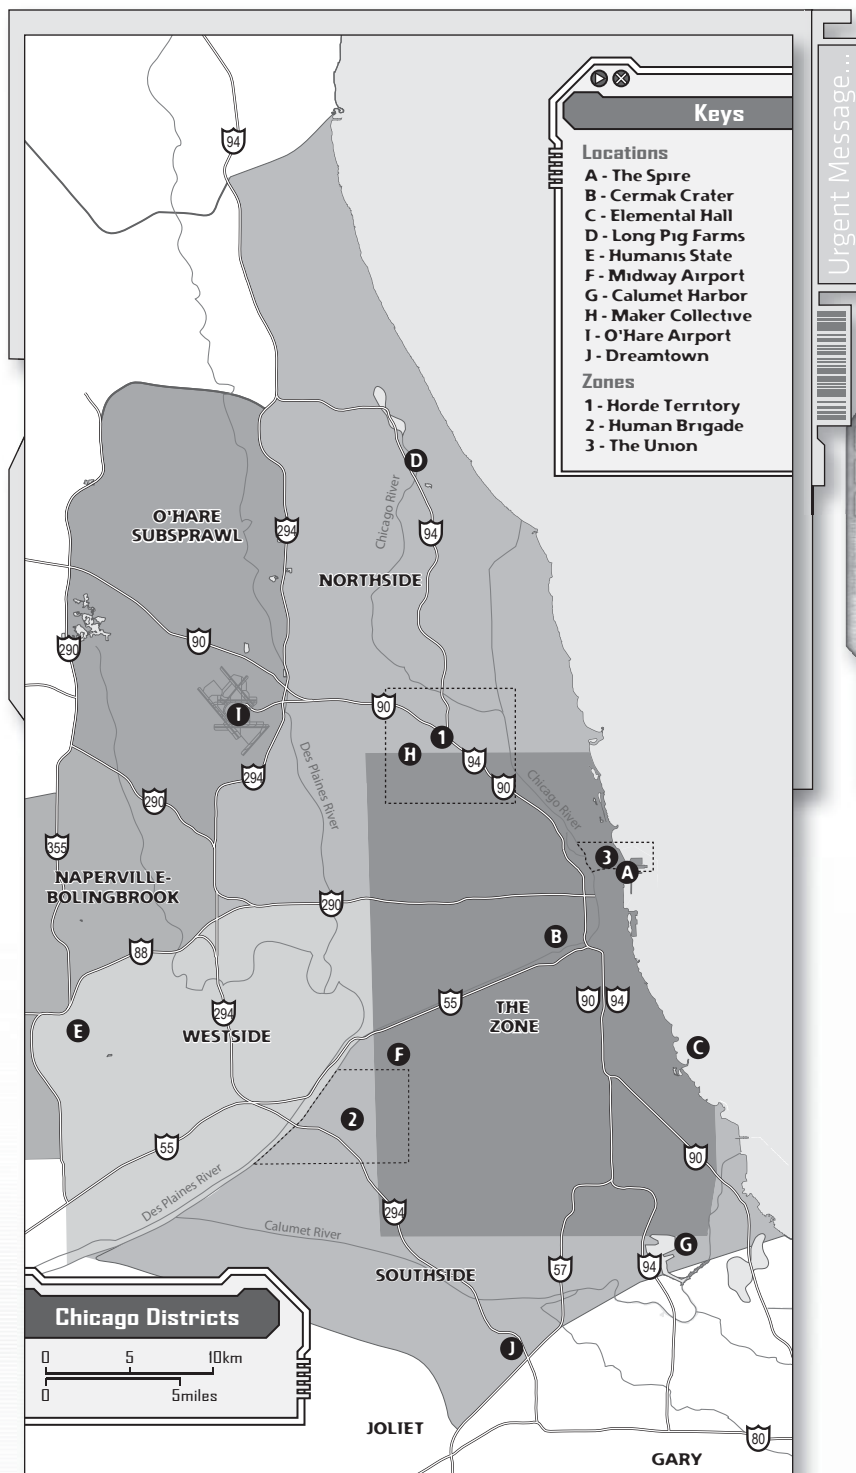 Urgent Message...
Keys
Locations
A - The Spire
B - Cermak Crater
C - Elemental Hall
D - Long Pig Farms
E - Humanis State
F - Midway Airport
G - Calumet Harbor
H - Maker Collective
I - O'Hare Airport
J - Dreamtown
Zones
1 - Horde Territory
2 - Human Brigade
3 - The Union
94
D
Chicago River
O'HARE
SUBSPRAWL
294
94
NORTHSIDE
290
90
I
90
1
H
94
90
294
Des Plaines River
Chicago River
290
355
3
A
NAPERVILLE-
BOLINGBROOK
290
B
88
55
90
94
THE
ZONE
294
E
WESTSIDE
F
C
2
55
90
Des Plaines River
294
Calumet River
G
SOUTHSIDE
57
94
Chicago Districts
0 5 10km
0 5miles
J
JOLIET
80
GARY